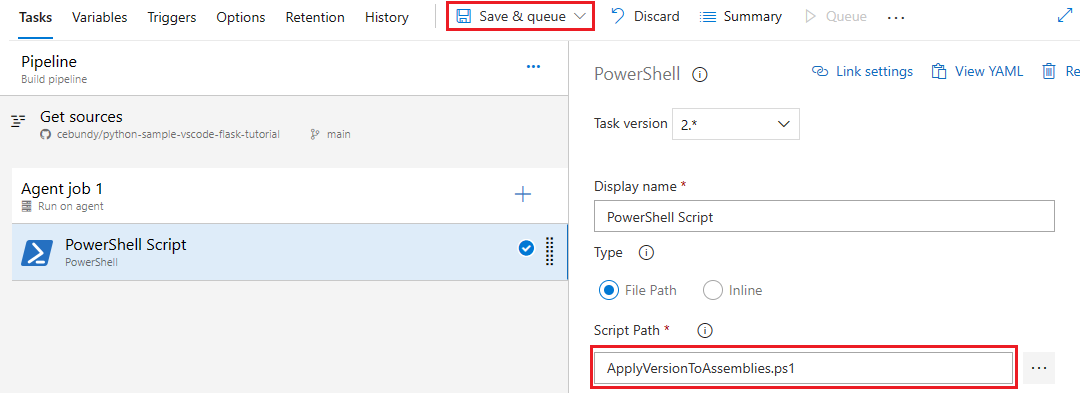 Tasks Variables Triggers Options Retention History Save & queue Discard Summary Queue ...
Pipeline
Build pipeline
...
Get sources
cebundy/python-sample-vscode-flask-tutorial main
Agent job 1
Run on agent
PowerShell Script
PowerShell
PowerShell Link settings View YAML Re
Task version 2.*
Display name *
PowerShell Script
Type
File Path Inline
Script Path *
ApplyVersionToAssemblies.ps1 ...